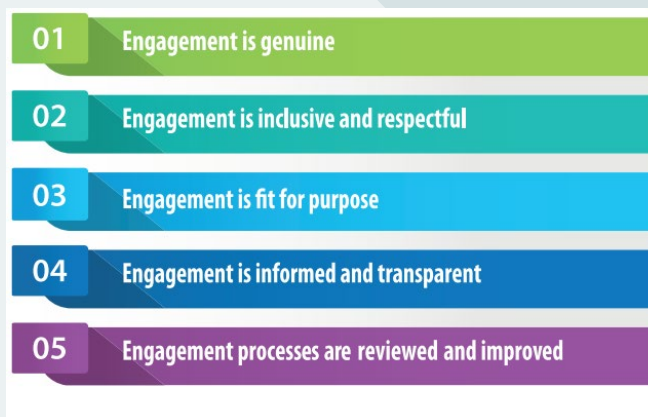 01 Engagement is genuine
02 Engagement is inclusive and respectful
03 Engagement is fit for purpose
04 Engagement is informed and transparent
05 Engagement processes are reviewed and improved